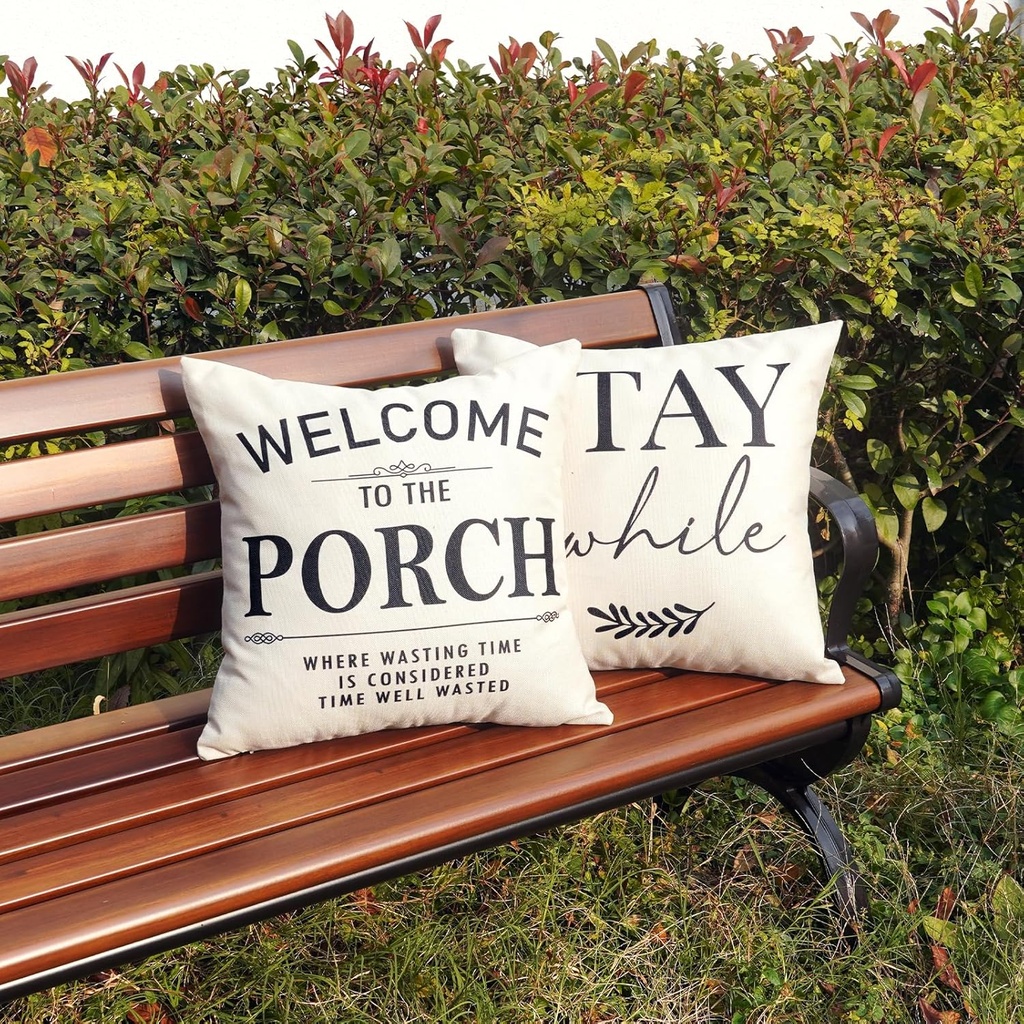 WELCOME
TO THE
PORCH
WHERE WASTING TIME
IS CONSIDERED
TIME WELL WASTED
TAY
while